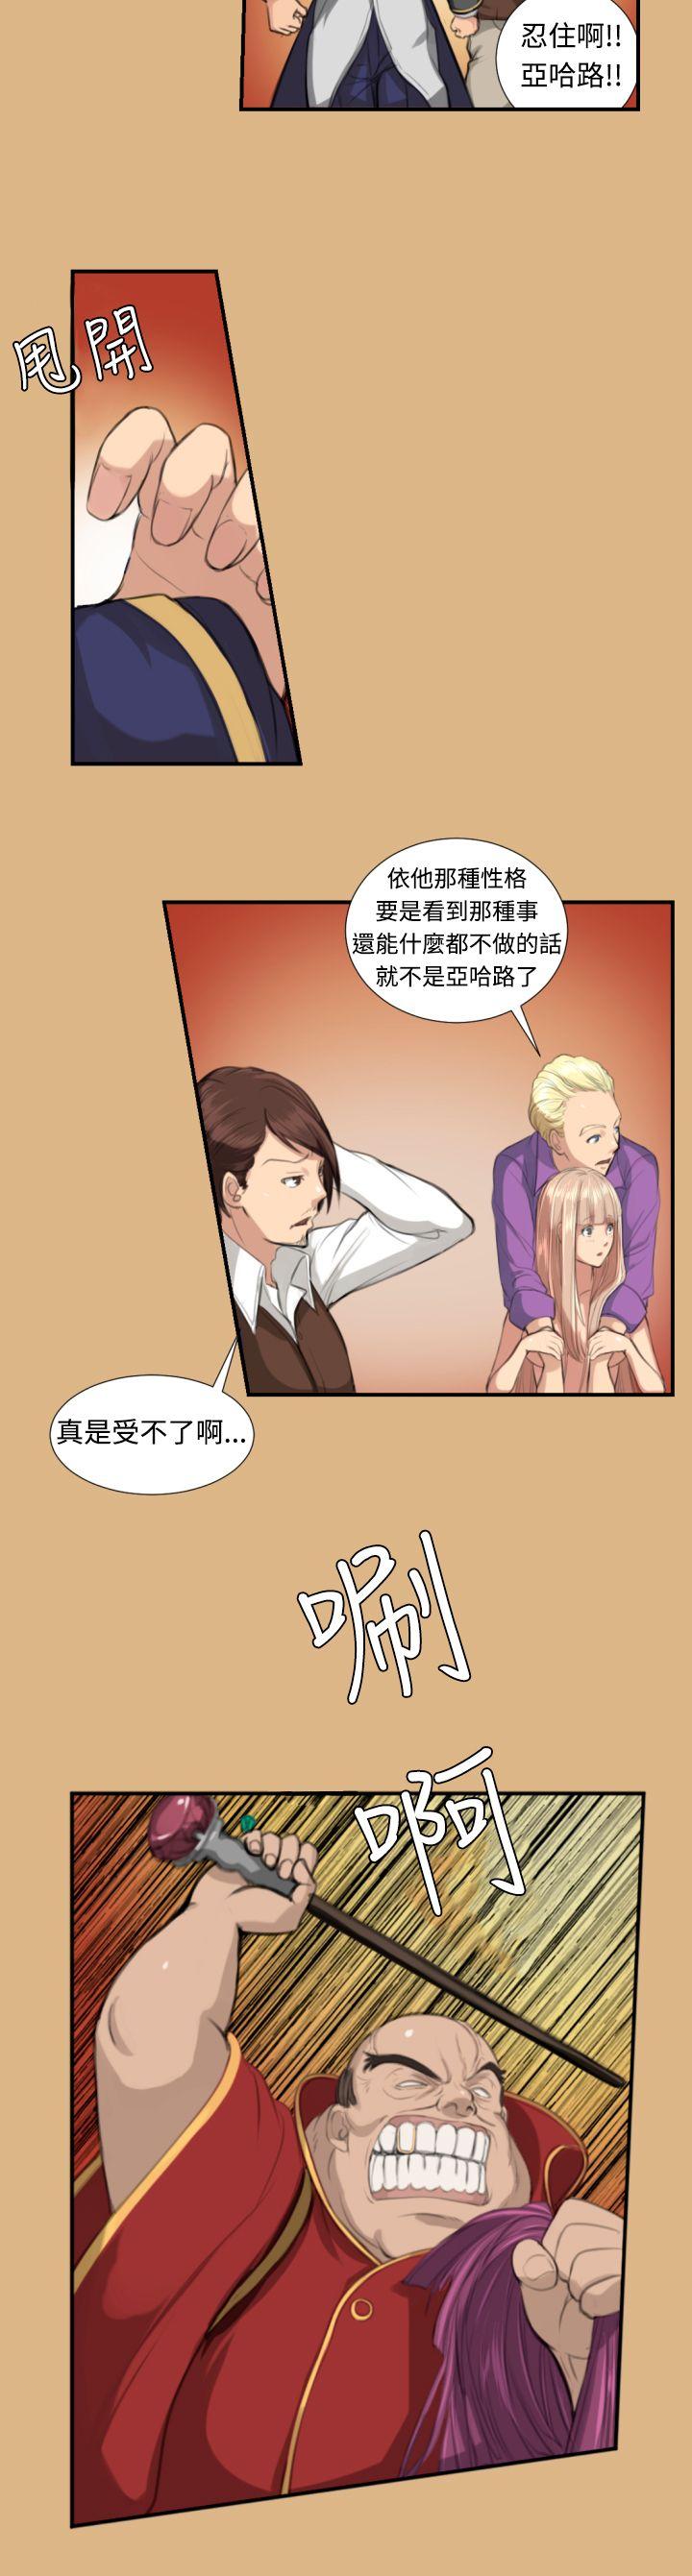 忍住啊!!
亞哈路!!
甩開
依他那種性格
要是看到那種事
還能什麼都不做的話
就不是亞哈路了
真是受不了啊...
唰
啊